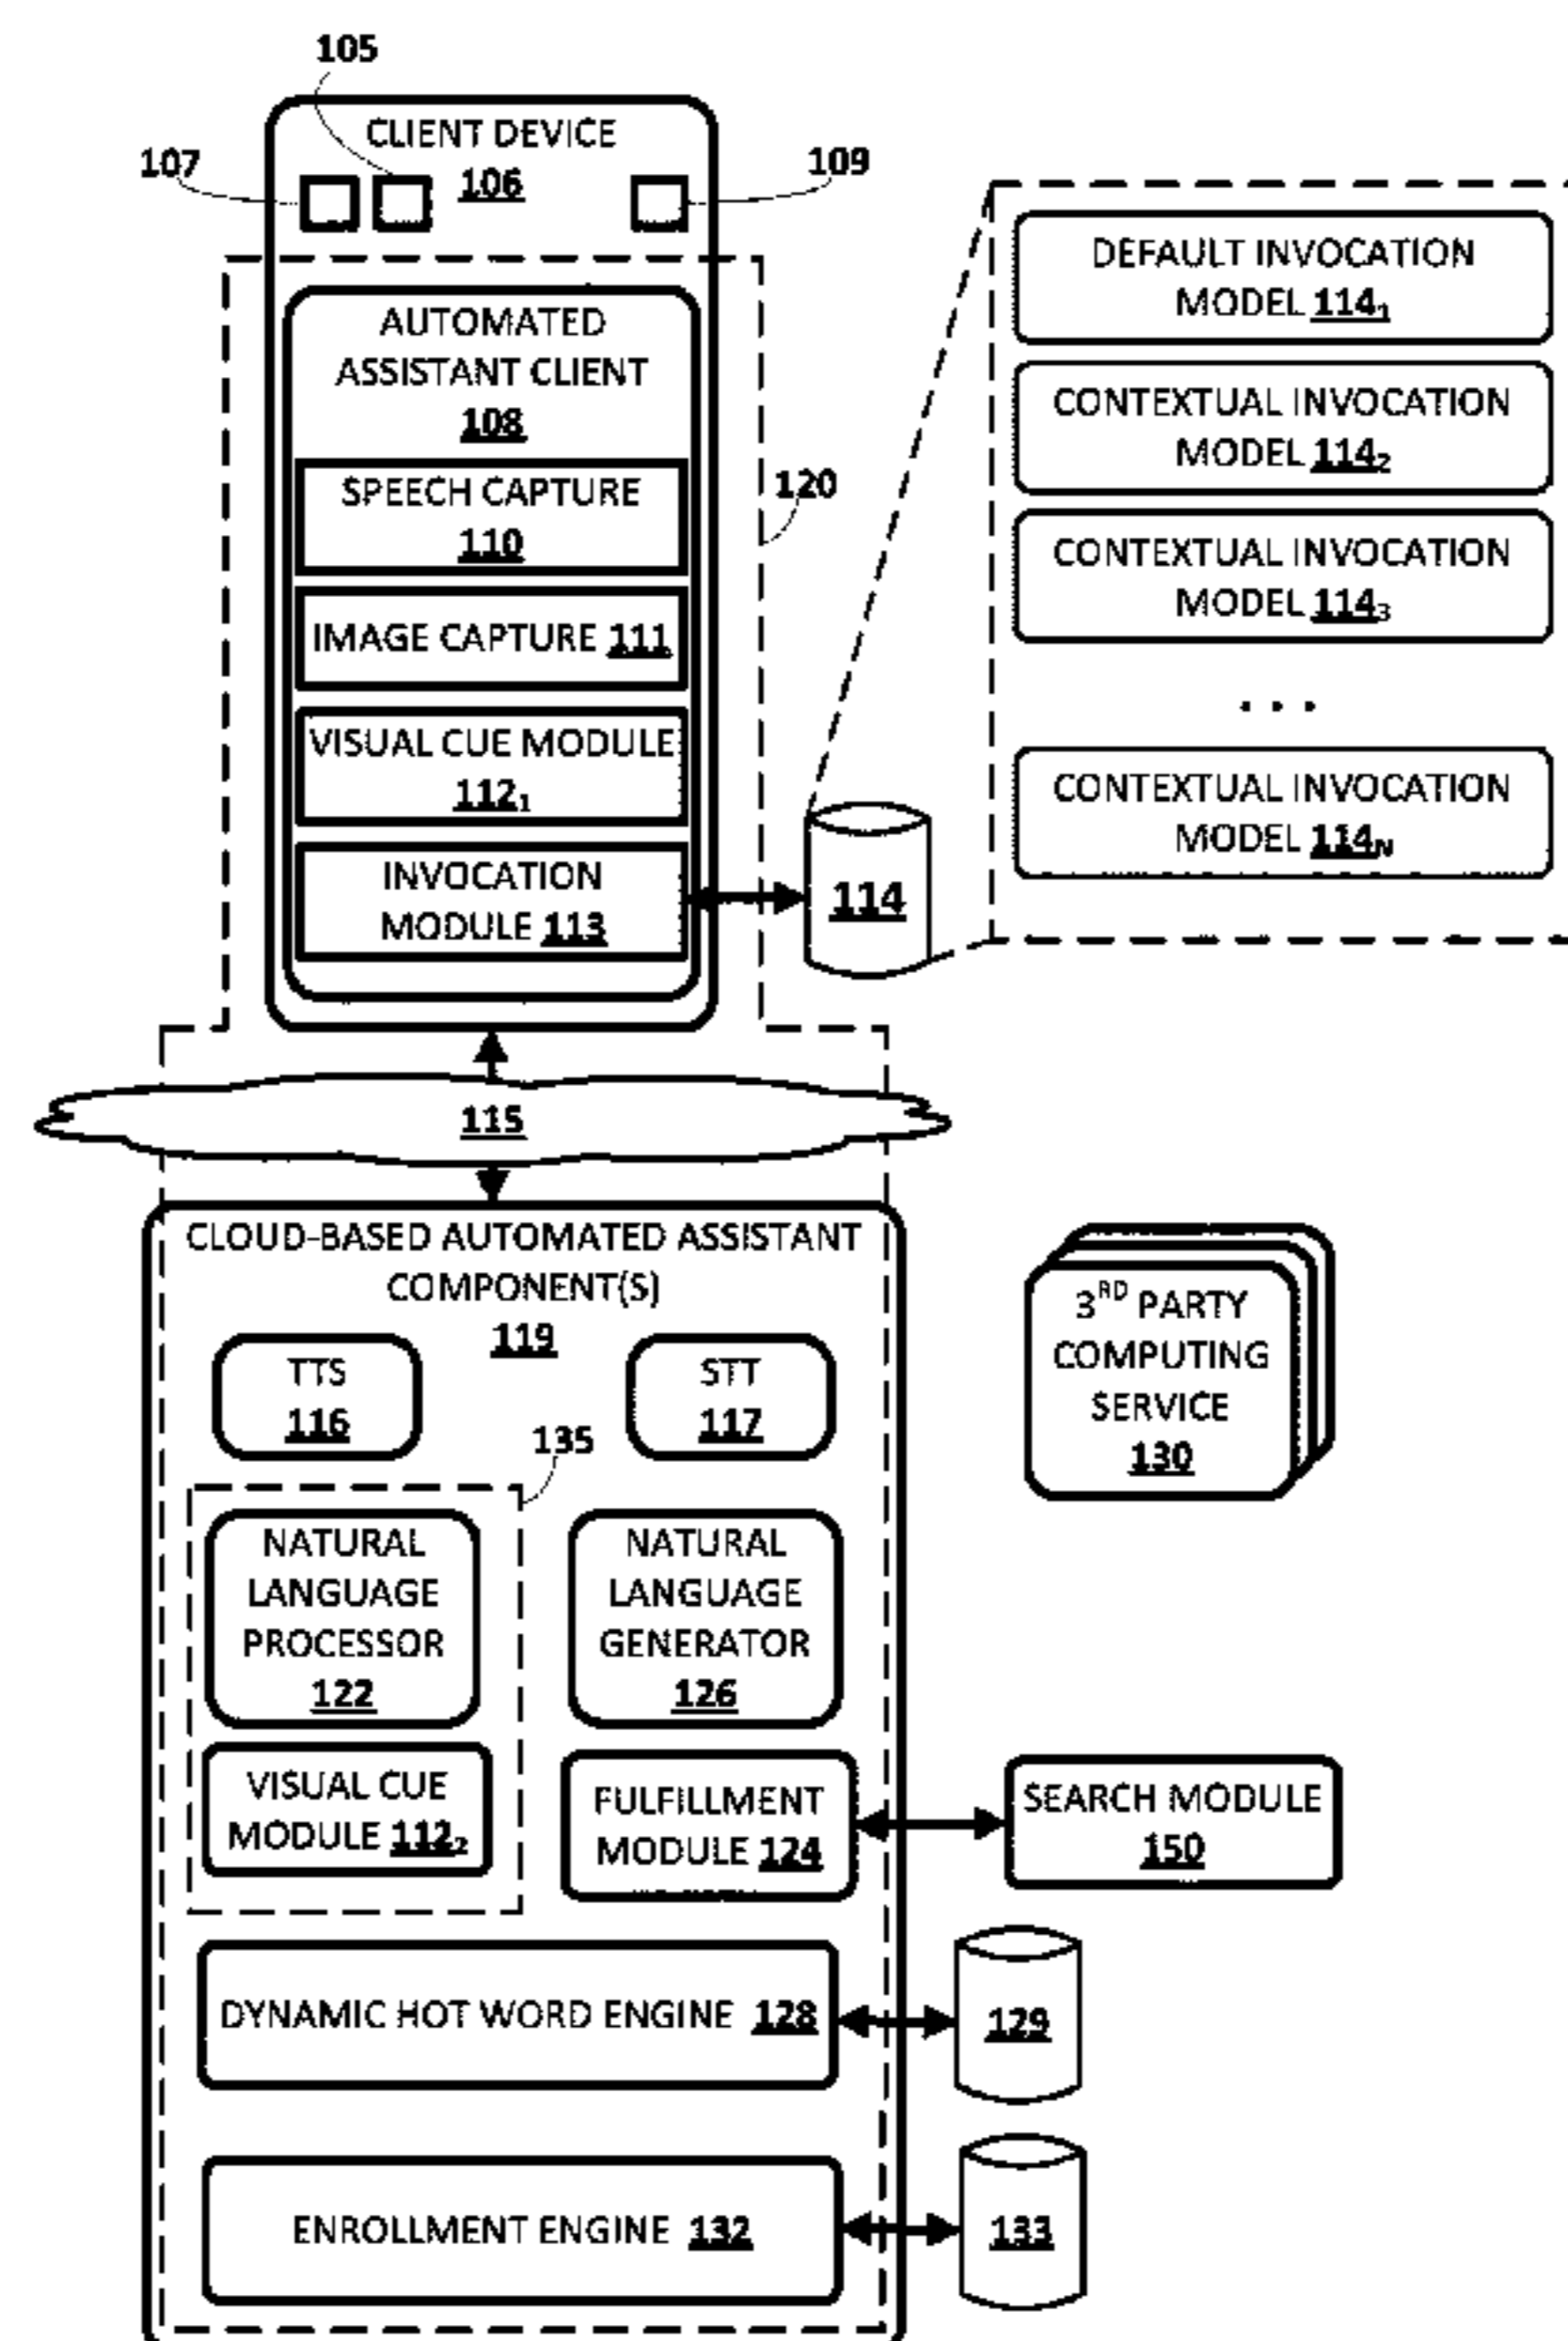 105
CLIENT DEVICE
107
106
109
AUTOMATED
ASSISTANT CLIENT
108
SPEECH CAPTURE
110
120
IMAGE CAPTURE 111
VISUAL CUE MODULE
112₁
INVOCATION
MODULE 113
114
DEFAULT INVOCATION
MODEL 114₁
CONTEXTUAL INVOCATION
MODEL 114₂
CONTEXTUAL INVOCATION
MODEL 114₃
. . .
CONTEXTUAL INVOCATION
MODEL 114N
115
CLOUD-BASED AUTOMATED ASSISTANT
COMPONENT(S)
119
TTS
116
STT
117
135
NATURAL
LANGUAGE
PROCESSOR
122
NATURAL
LANGUAGE
GENERATOR
126
VISUAL CUE
MODULE 112₂
FULFILLMENT
MODULE 124
3RD PARTY
COMPUTING
SERVICE
130
SEARCH MODULE
150
DYNAMIC HOT WORD ENGINE 128
129
ENROLLMENT ENGINE 132
133